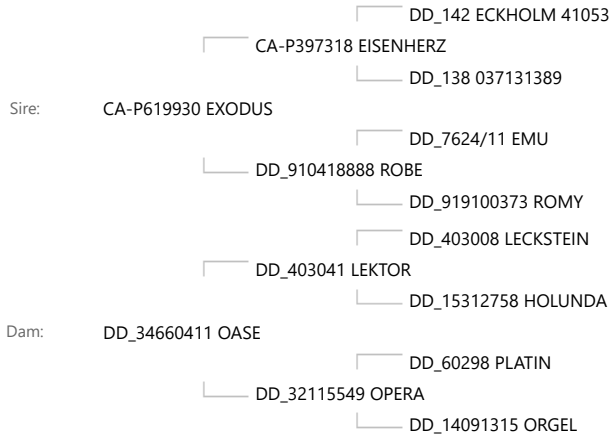 DD_142 ECKHOLM 41053
CA-P397318 EISENHERZ
DD_138 037131389
Sire: CA-P619930 EXODUS
DD_7624/11 EMU
DD_910418888 ROBE
DD_919100373 ROMY
DD_403008 LECKSTEIN
DD_403041 LEKTOR
DD_15312758 HOLUNDA
Dam: DD_34660411 OASE
DD_60298 PLATIN
DD_32115549 OPERA
DD_14091315 ORGEL